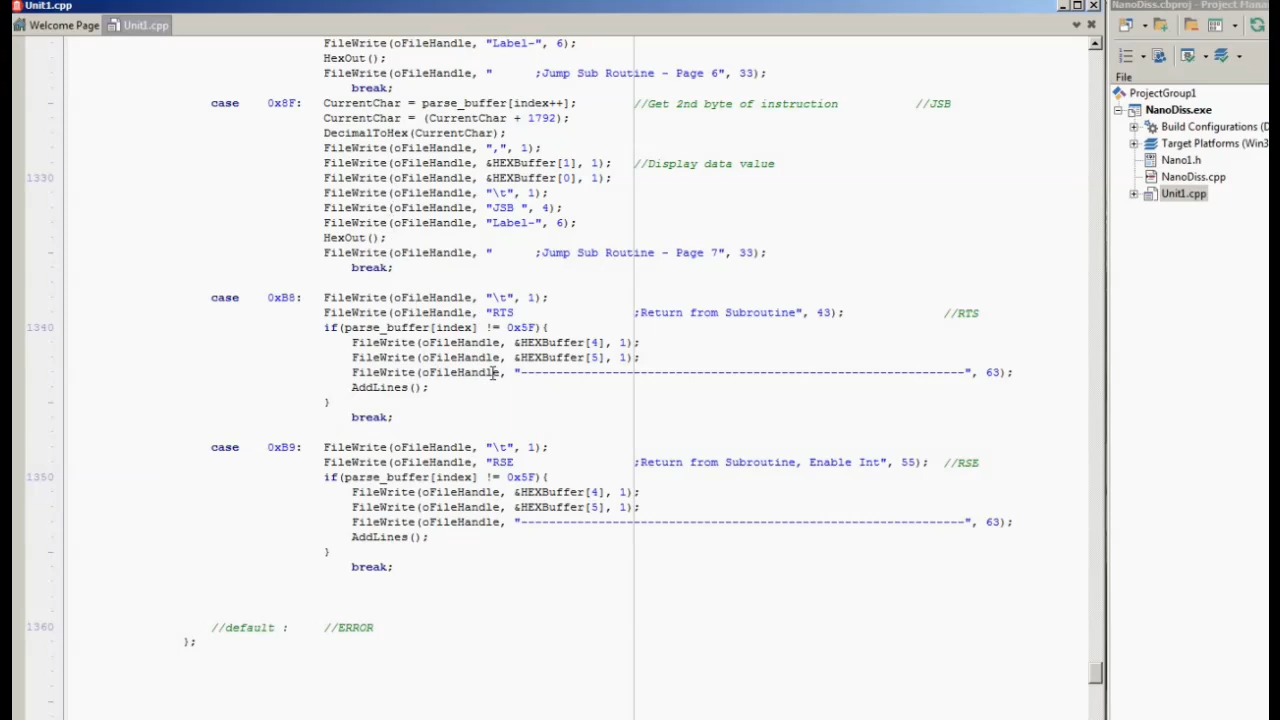 Unit1.cpp
Welcome Page Unit1.cpp
FileWrite(oFileHandle, "Label-", 6);
HexOut();
FileWrite(oFileHandle, "      ;Jump Sub Routine - Page 6", 33);
break;
case 0x8F: CurrentChar = parse_buffer[index++]; //Get 2nd byte of instruction //JSB
CurrentChar = (CurrentChar + 1792);
DecimalToHex(CurrentChar);
FileWrite(oFileHandle, ",", 1);
FileWrite(oFileHandle, &HEXBuffer[1], 1); //Display data value
1330 FileWrite(oFileHandle, &HEXBuffer[0], 1);
FileWrite(oFileHandle, "\t", 1);
FileWrite(oFileHandle, "JSB ", 4);
FileWrite(oFileHandle, "Label-", 6);
HexOut();
FileWrite(oFileHandle, "      ;Jump Sub Routine - Page 7", 33);
break;
case 0xB8: FileWrite(oFileHandle, "\t", 1);
FileWrite(oFileHandle, "RTS                 ;Return from Subroutine", 43); //RTS
1340 if(parse_buffer[index] != 0x5F){
FileWrite(oFileHandle, &HEXBuffer[4], 1);
FileWrite(oFileHandle, &HEXBuffer[5], 1);
FileWrite(oFileHandle, "---------------------------------------------------------------", 63);
AddLines();
}
break;
case 0xB9: FileWrite(oFileHandle, "\t", 1);
FileWrite(oFileHandle, "RSE                 ;Return from Subroutine, Enable Int", 55); //RSE
1350 if(parse_buffer[index] != 0x5F){
FileWrite(oFileHandle, &HEXBuffer[4], 1);
FileWrite(oFileHandle, &HEXBuffer[5], 1);
FileWrite(oFileHandle, "---------------------------------------------------------------", 63);
AddLines();
}
break;
1360 //default : //ERROR
};
NanoDiss.cbproj - Project Mana
File
ProjectGroup1
NanoDiss.exe
Build Configurations (D
Target Platforms (Win3
Nano1.h
NanoDiss.cpp
Unit1.cpp